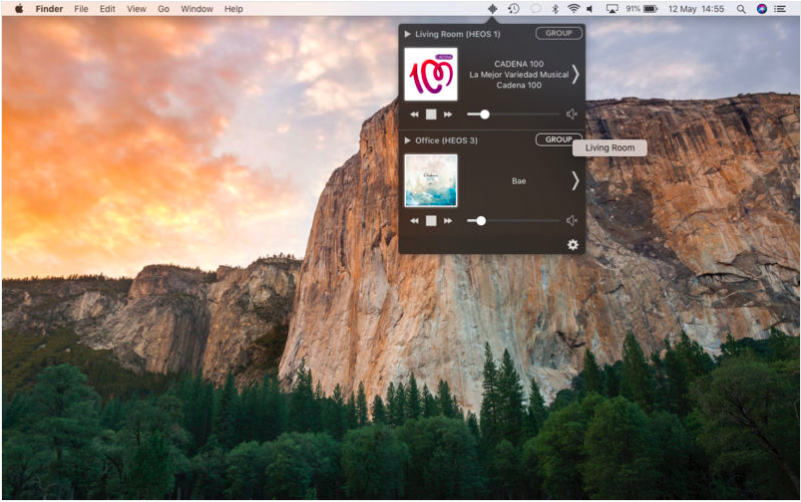 Finder File Edit View Go Window Help
91% 12 May 14:55
Living Room (HEOS 1) GROUP
100
CADENA 100
La Mejor Variedad Musical
Cadena 100
Office (HEOS 3) GROUP
Living Room
Bae